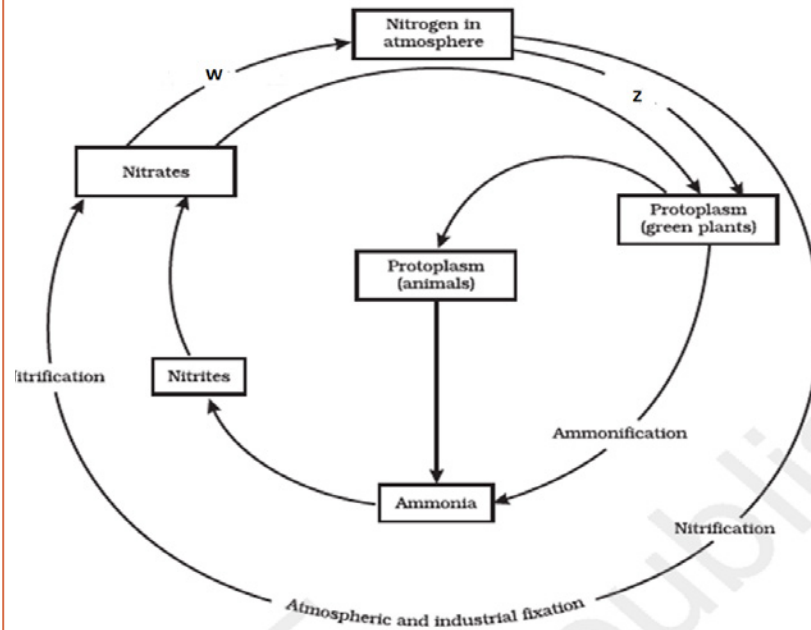 Nitrogen in
atmosphere
W
Z
Nitrates
Protoplasm
(green plants)
Protoplasm
(animals)
itrification
Nitrites
Ammonification
Ammonia
Nitrification
Atmospheric and industrial fixation